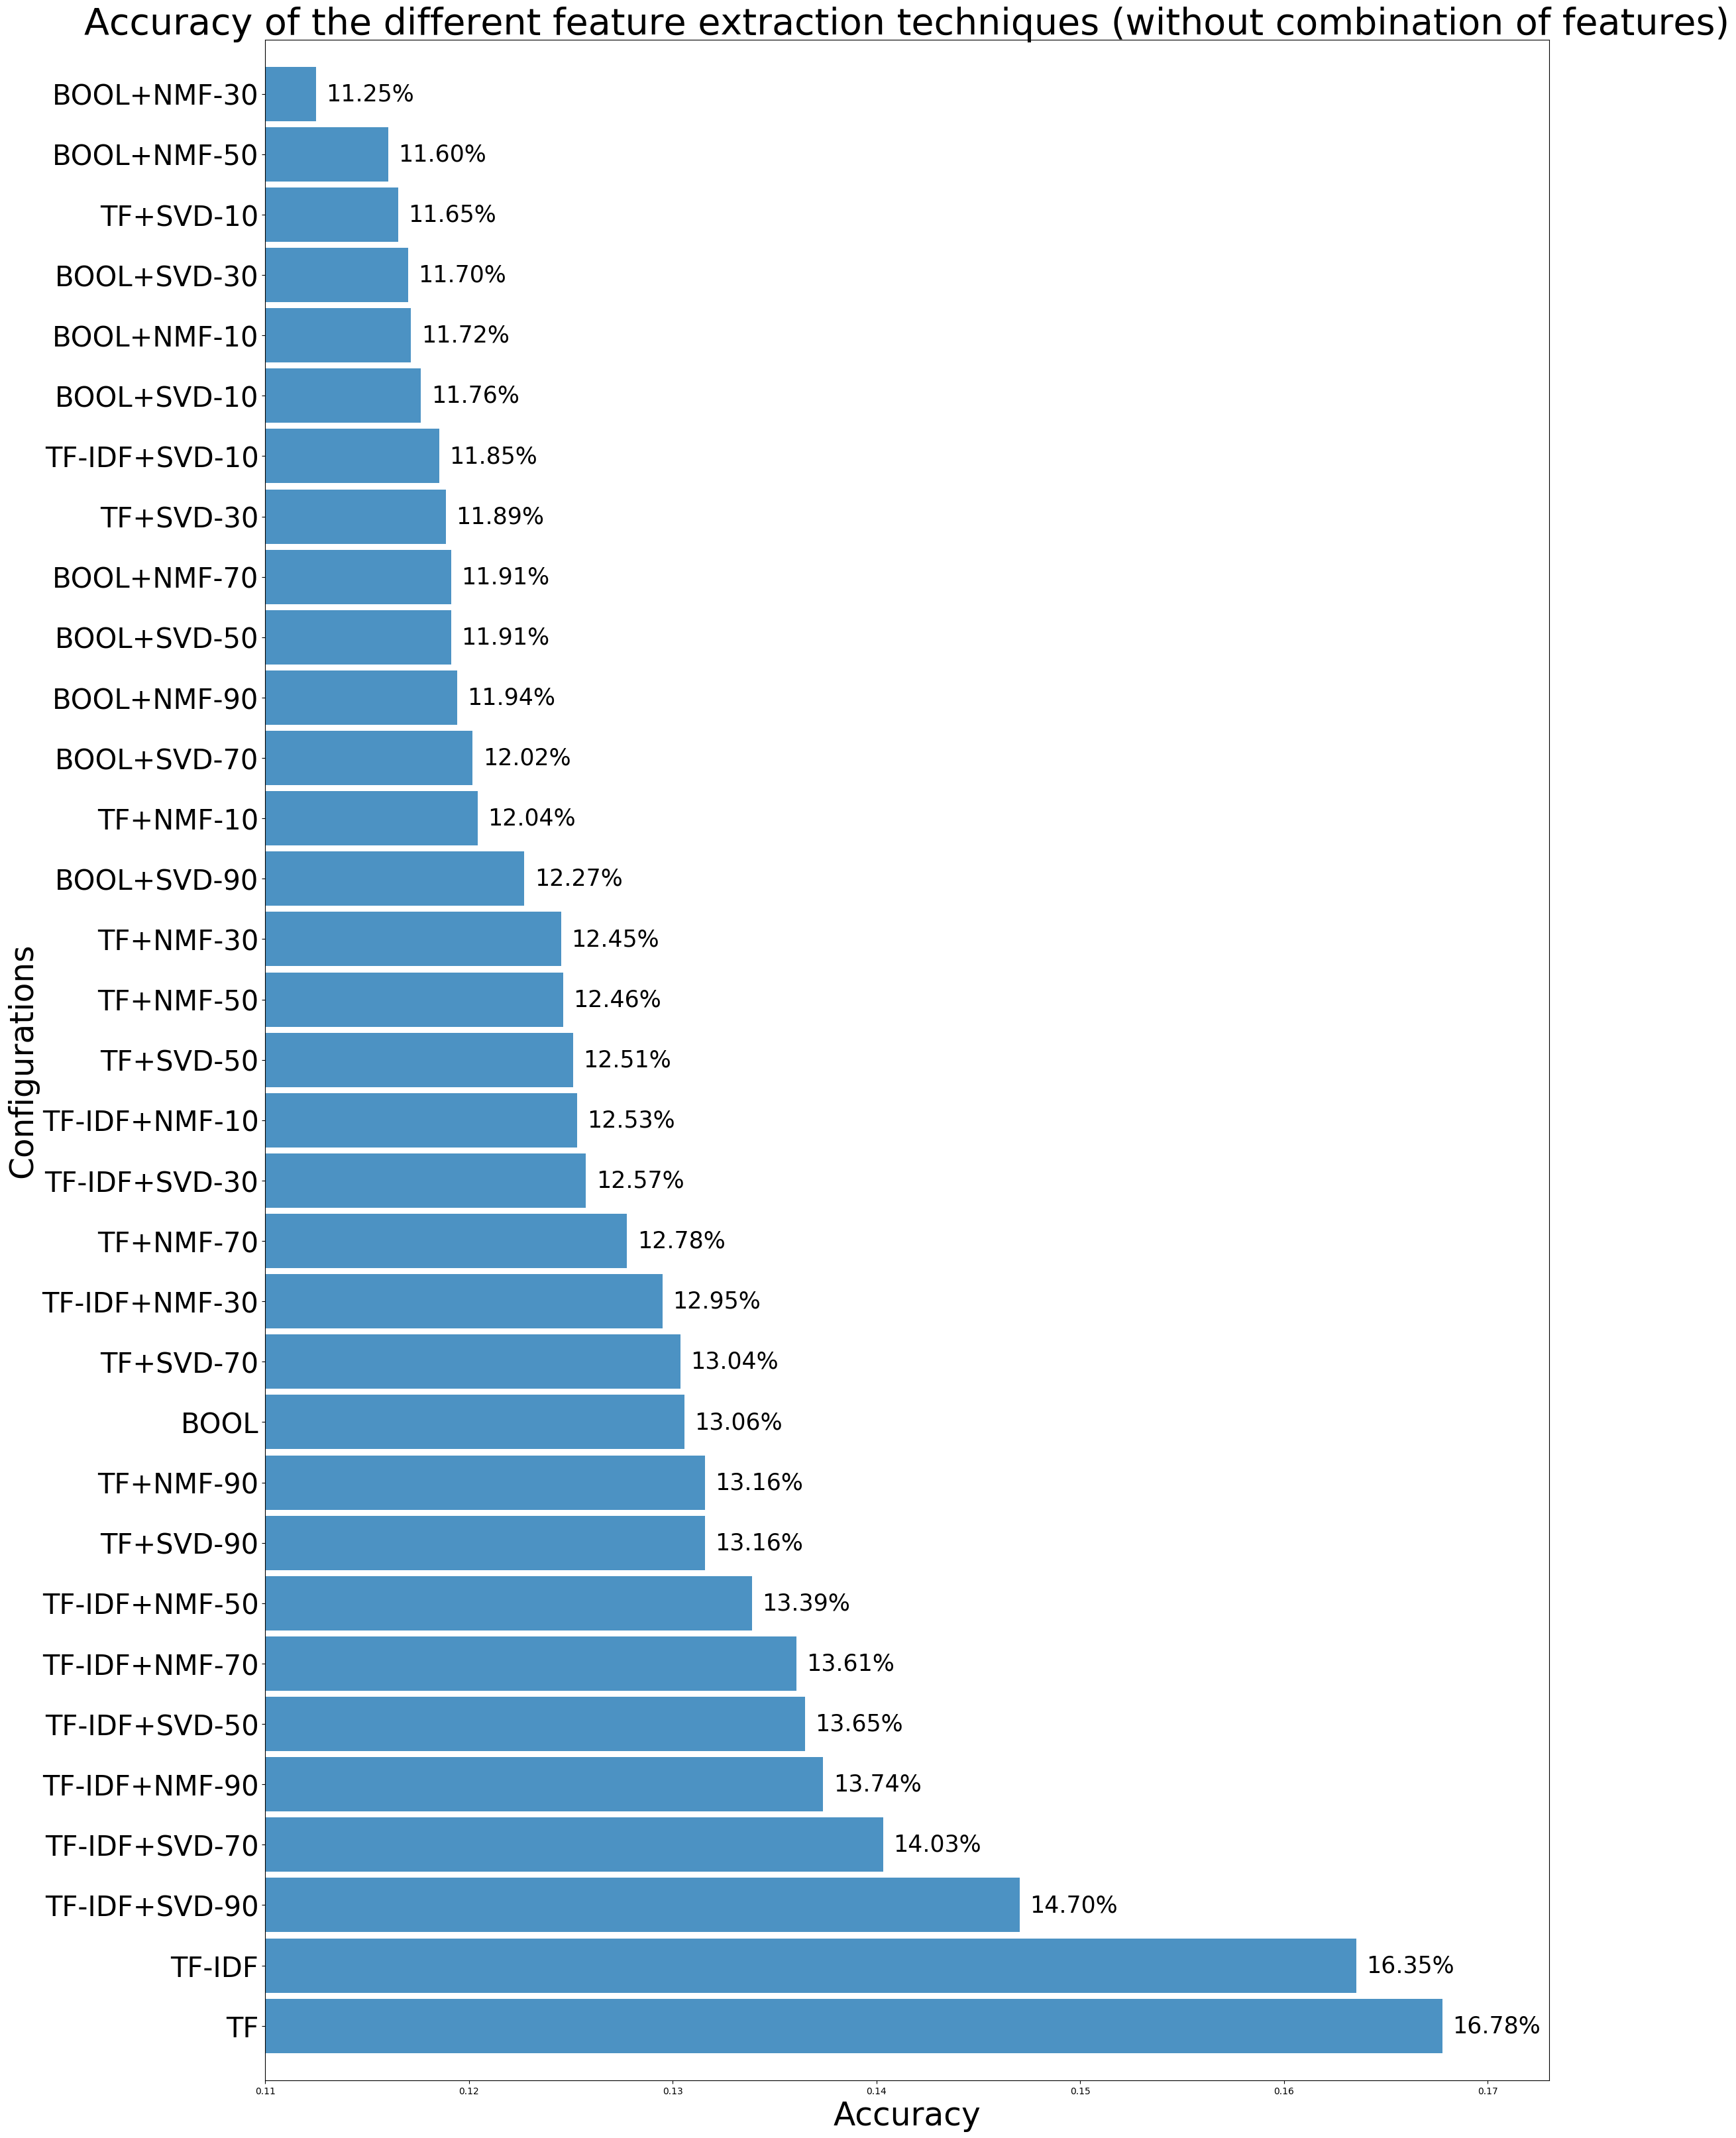 Accuracy of the different feature extraction techniques (without combination of features)
BOOL+NMF-30 11.25%
BOOL+NMF-50 11.60%
TF+SVD-10 11.65%
BOOL+SVD-30 11.70%
BOOL+NMF-10 11.72%
BOOL+SVD-10 11.76%
TF-IDF+SVD-10 11.85%
TF+SVD-30 11.89%
BOOL+NMF-70 11.91%
BOOL+SVD-50 11.91%
BOOL+NMF-90 11.94%
BOOL+SVD-70 12.02%
TF+NMF-10 12.04%
BOOL+SVD-90 12.27%
TF+NMF-30 12.45%
TF+NMF-50 12.46%
TF+SVD-50 12.51%
TF-IDF+NMF-10 12.53%
TF-IDF+SVD-30 12.57%
TF+NMF-70 12.78%
TF-IDF+NMF-30 12.95%
TF+SVD-70 13.04%
BOOL 13.06%
TF+NMF-90 13.16%
TF+SVD-90 13.16%
TF-IDF+NMF-50 13.39%
TF-IDF+NMF-70 13.61%
TF-IDF+SVD-50 13.65%
TF-IDF+NMF-90 13.74%
TF-IDF+SVD-70 14.03%
TF-IDF+SVD-90 14.70%
TF-IDF 16.35%
TF 16.78%
Configurations
0.11 0.12 0.13 0.14 0.15 0.16 0.17
Accuracy